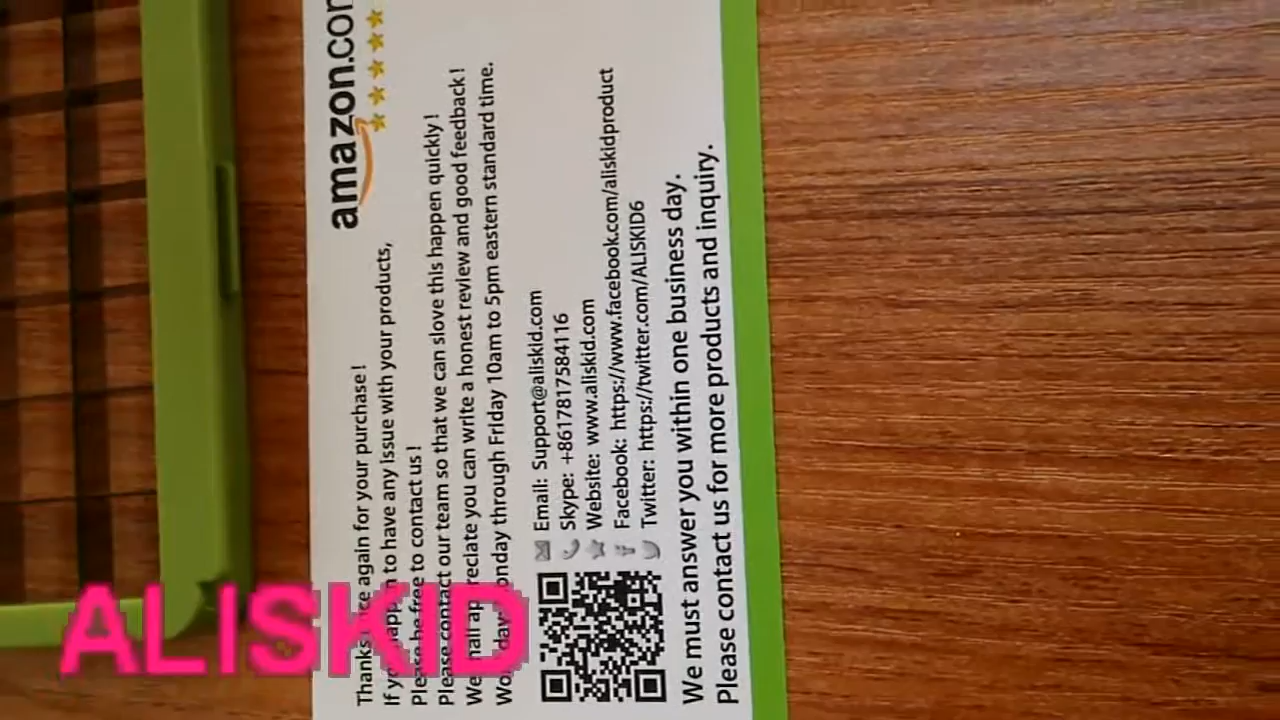 amazon.com
Thanks once again for your purchase!
If you happen to have any issue with your products,
Please be free to contact us!
Please contact our team so that we can slove this happen quickly!
We shall appreclate you can write a honest review and good feedback!
Workday: Monday through Friday 10am to 5pm eastern standard time.
Email: Support@aliskid.com
Skype: +8617817584116
Website: www.aliskid.com
Facebook: https://www.facebook.com/aliskidproduct
Twitter: https://twitter.com/ALISKID6
We must answer you within one business day.
Please contact us for more products and inquiry.
ALISKID